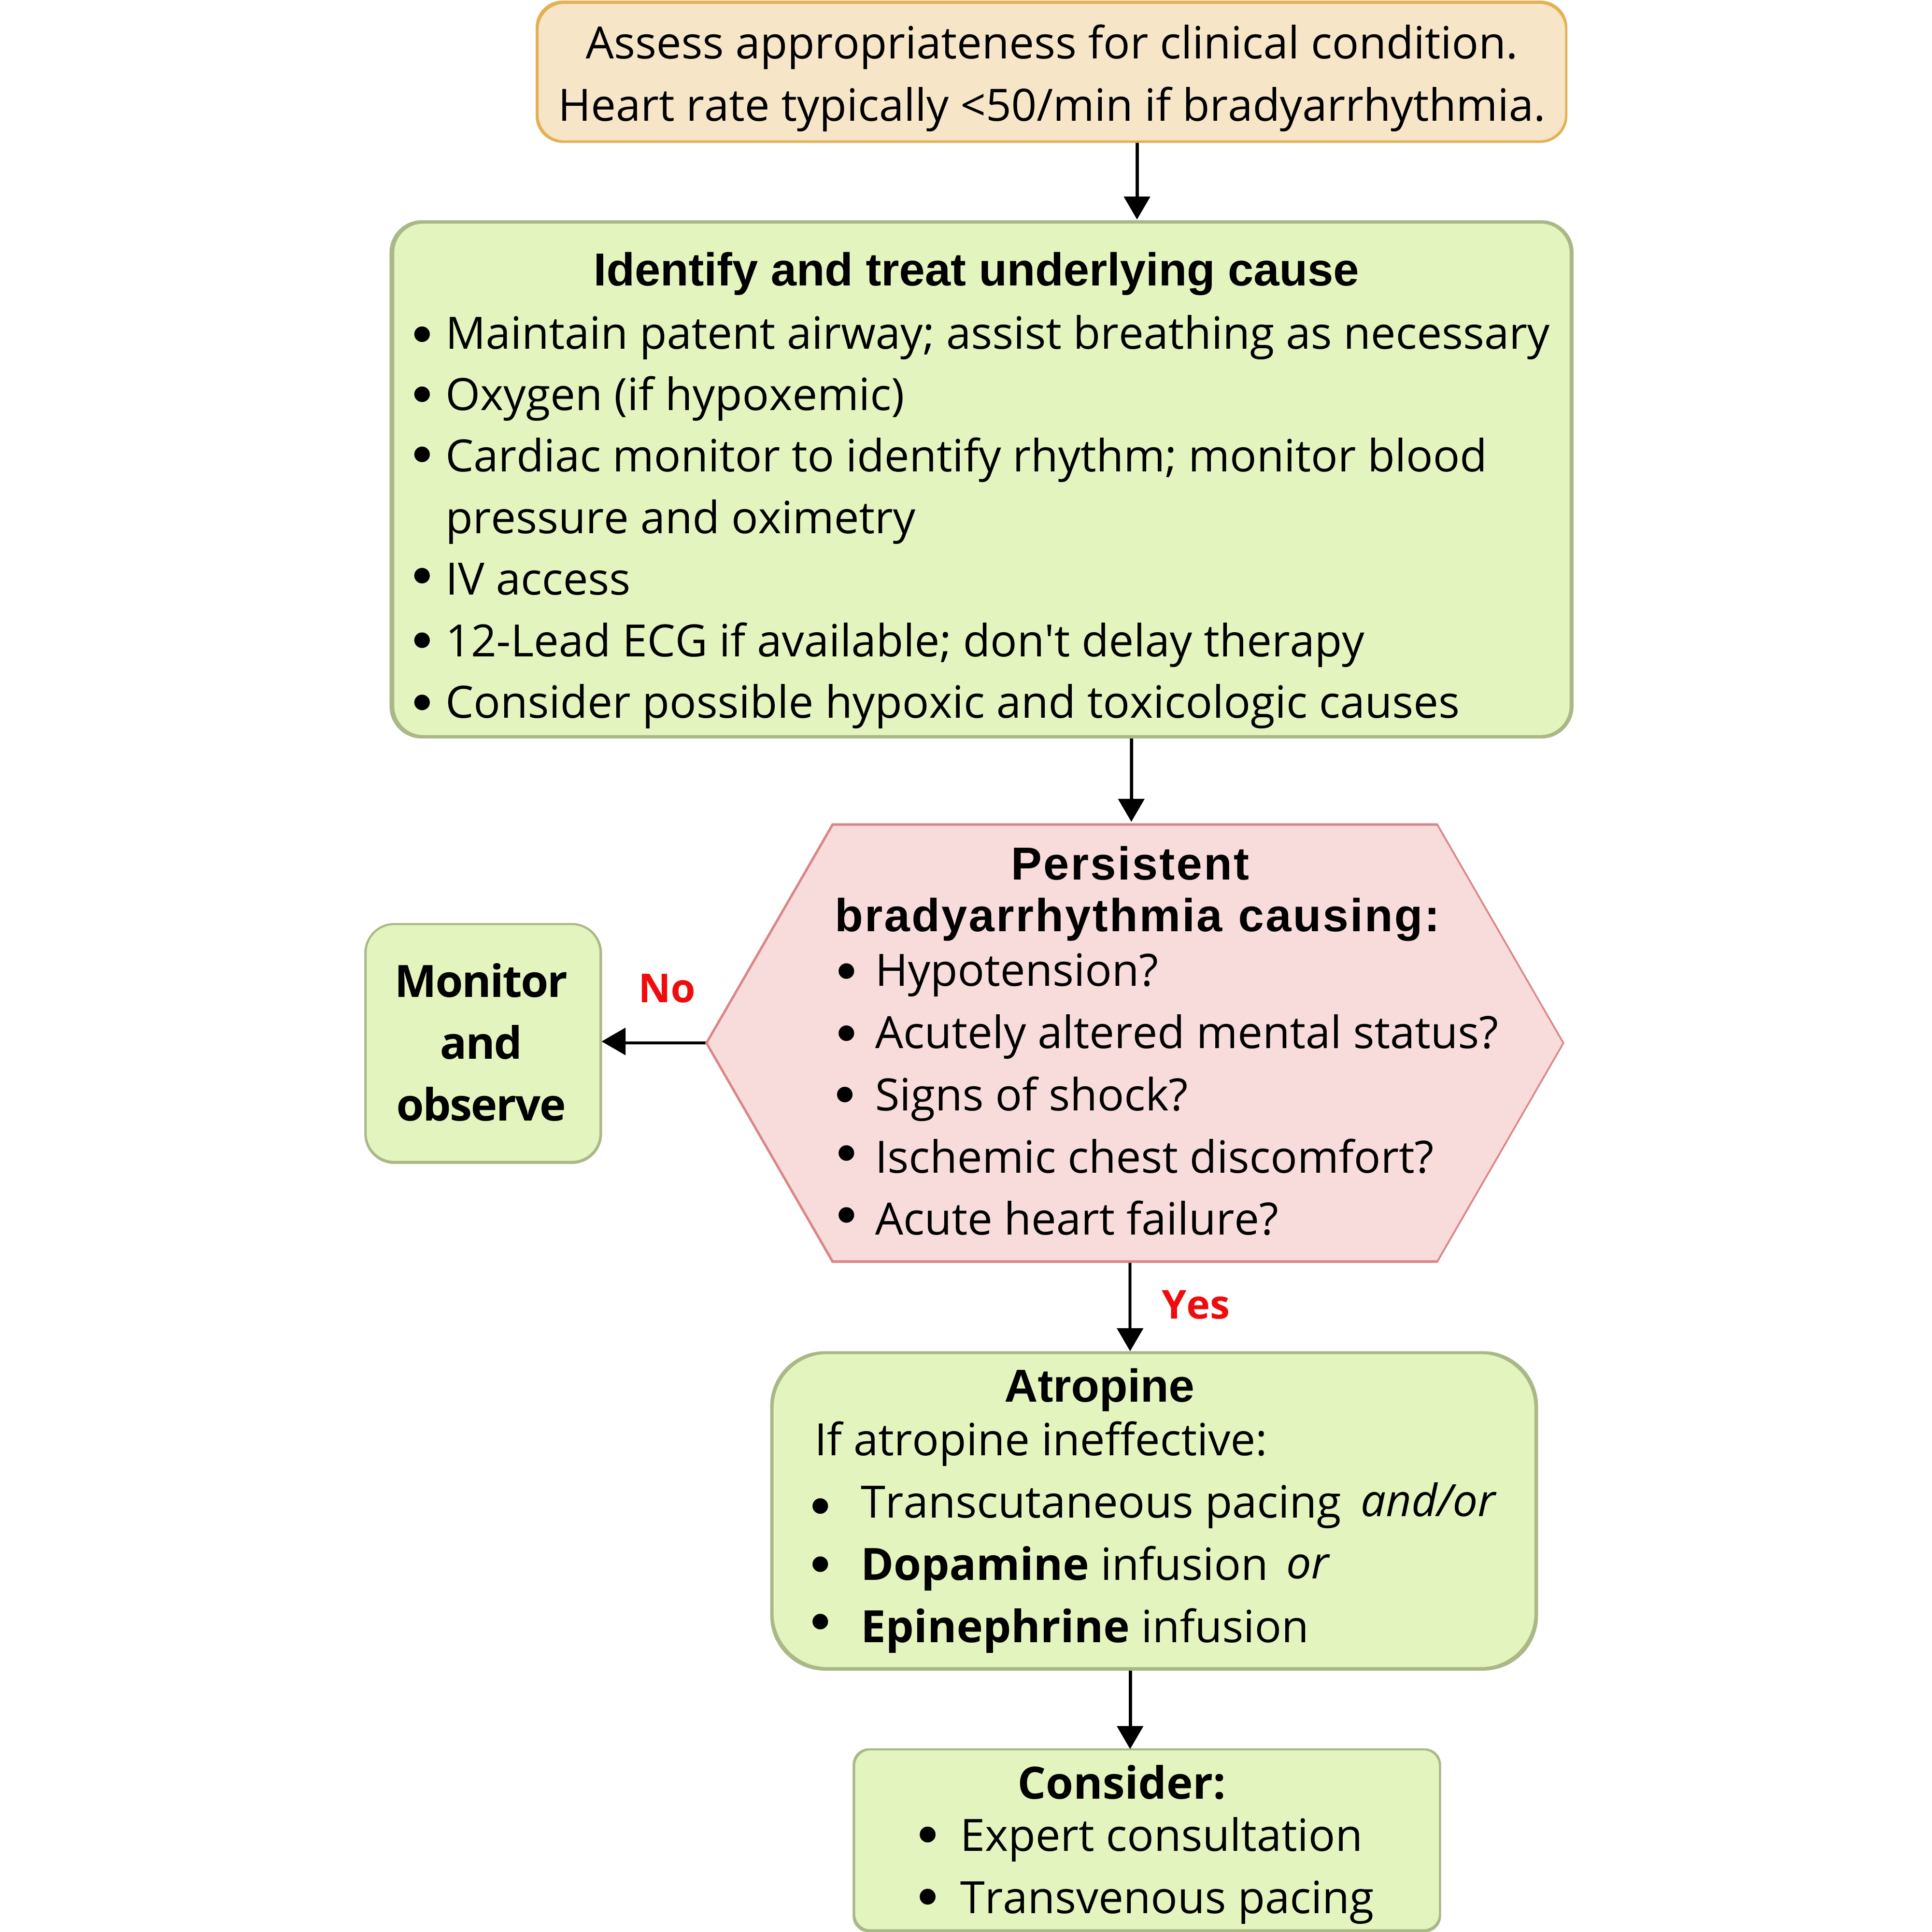 Assess appropriateness for clinical condition.
Heart rate typically <50/min if bradyarrhythmia.
Identify and treat underlying cause
• Maintain patent airway; assist breathing as necessary
• Oxygen (if hypoxemic)
• Cardiac monitor to identify rhythm; monitor blood
pressure and oximetry
• IV access
• 12-Lead ECG if available; don't delay therapy
• Consider possible hypoxic and toxicologic causes
Persistent
bradyarrhythmia causing:
• Hypotension?
• Acutely altered mental status?
• Signs of shock?
• Ischemic chest discomfort?
• Acute heart failure?
No
Monitor
and
observe
Yes
Atropine
If atropine ineffective:
• Transcutaneous pacing and/or
• Dopamine infusion or
• Epinephrine infusion
Consider:
• Expert consultation
• Transvenous pacing